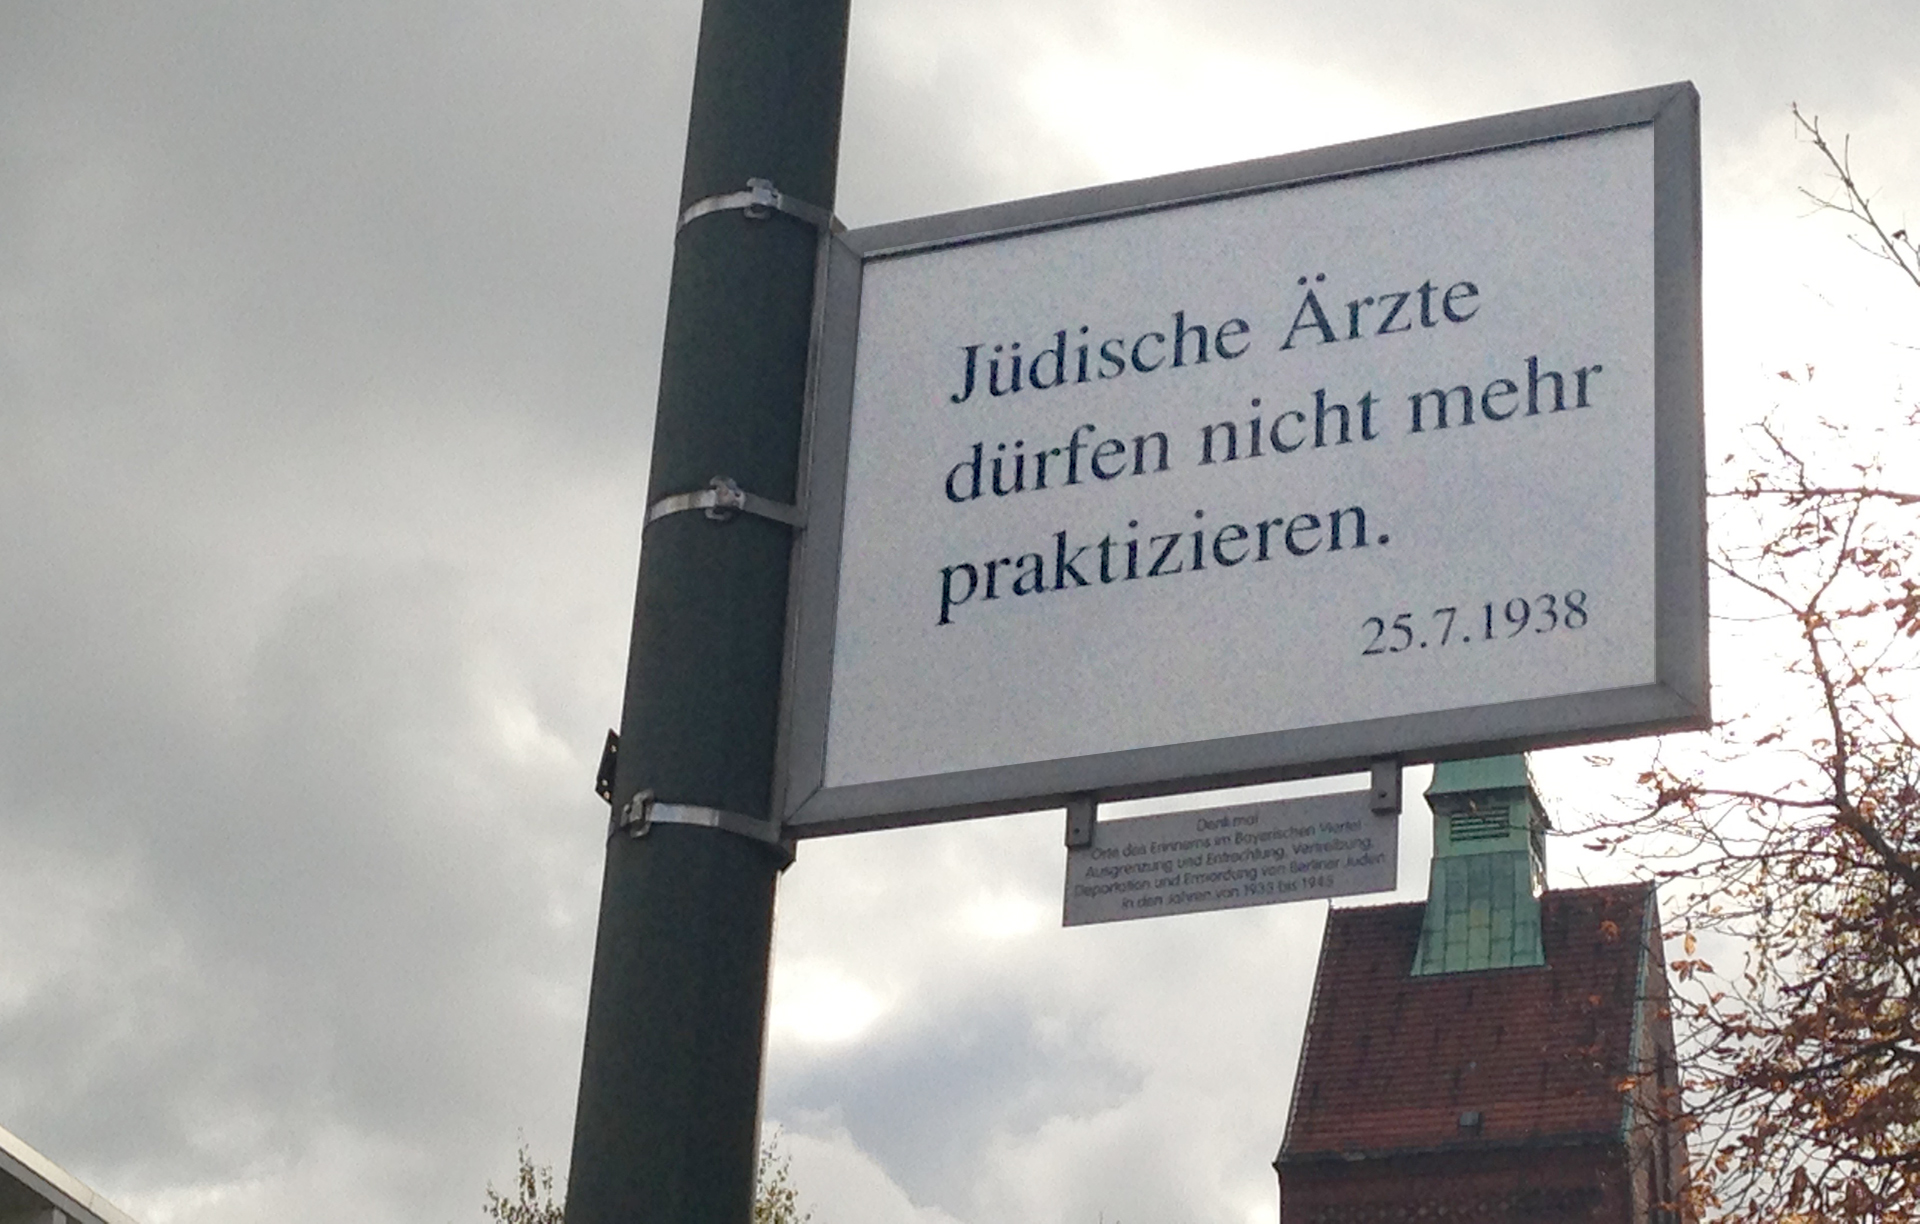 Jüdische Ärzte
dürfen nicht mehr
praktizieren.
25.7.1938
Denkmal
Orte des Erinnerns im Bayerischen Viertel
Ausgrenzung und Entrechtung, Vertreibung,
Deportation und Ermordung von Berliner Juden
in den Jahren von 1933 bis 1945